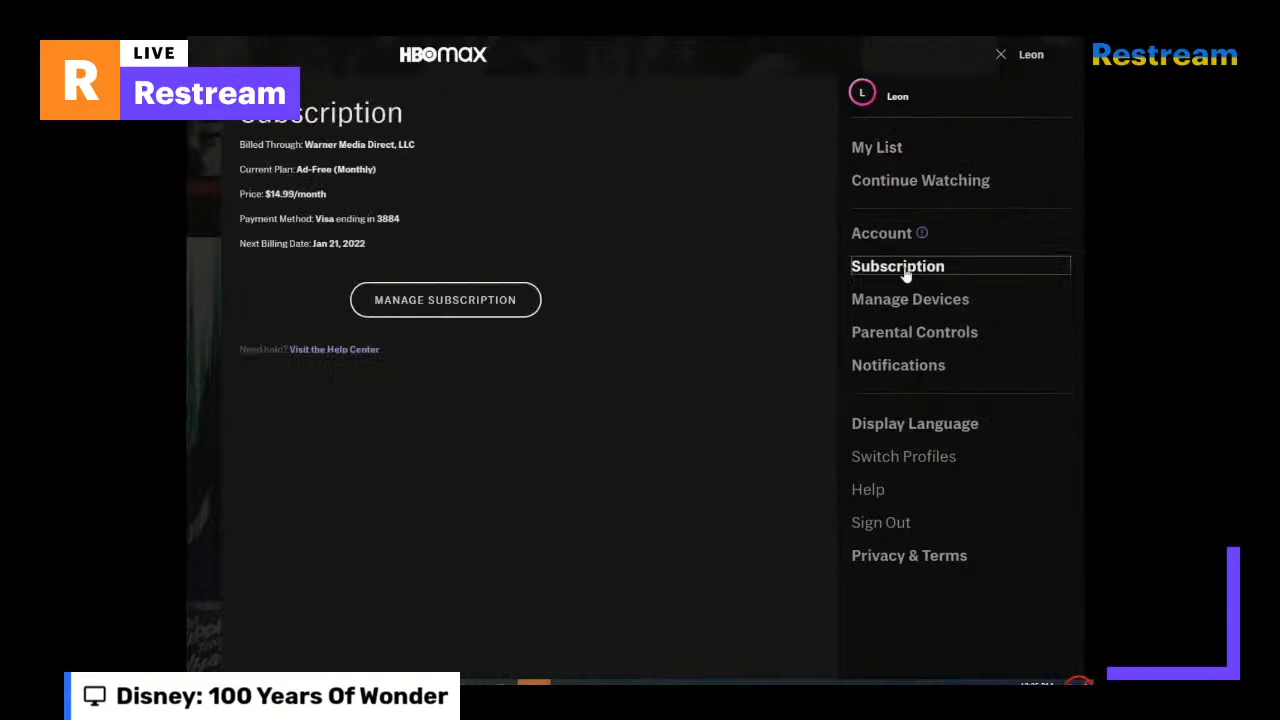 R
LIVE
Restream
HBOMAX
Leon
Restream
Subscription
Billed Through: Warner Media Direct, LLC
Current Plan: Ad-Free (Monthly)
Price: $14.99/month
Payment Method: Visa ending in 3884
Next Billing Date: Jan 21, 2022
MANAGE SUBSCRIPTION
Need help? Visit the Help Center
L
Leon
My List
Continue Watching
Account
Subscription
Manage Devices
Parental Controls
Notifications
Display Language
Switch Profiles
Help
Sign Out
Privacy & Terms
Disney: 100 Years Of Wonder